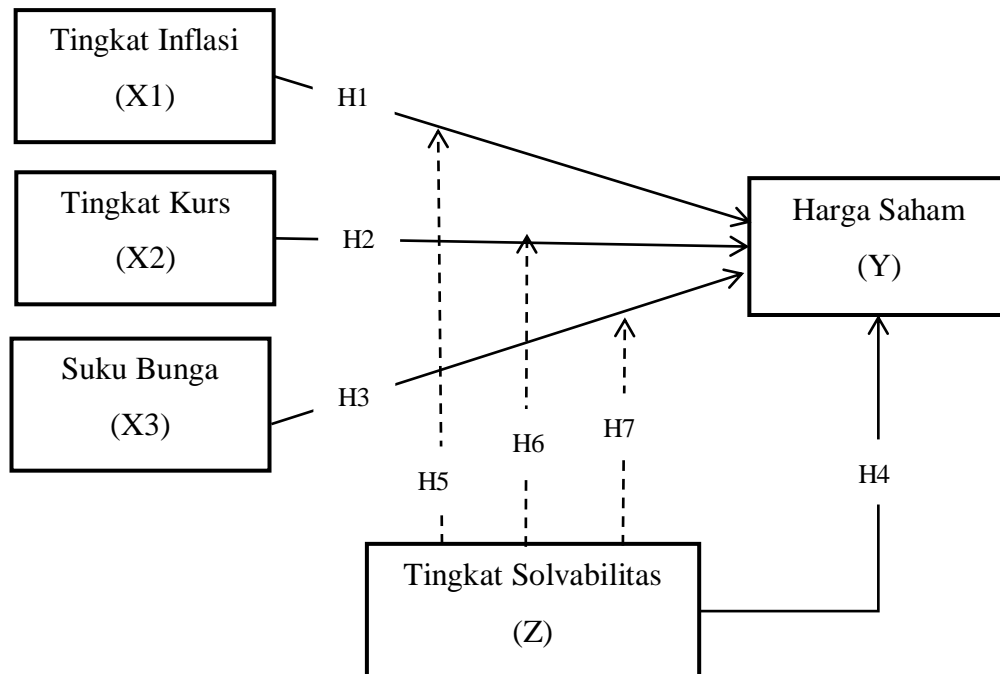 Tingkat Inflasi
(X1)
H1
Tingkat Kurs
(X2)
H2
Harga Saham
(Y)
Suku Bunga
(X3)
H3
H7
H6
H5
H4
Tingkat Solvabilitas
(Z)